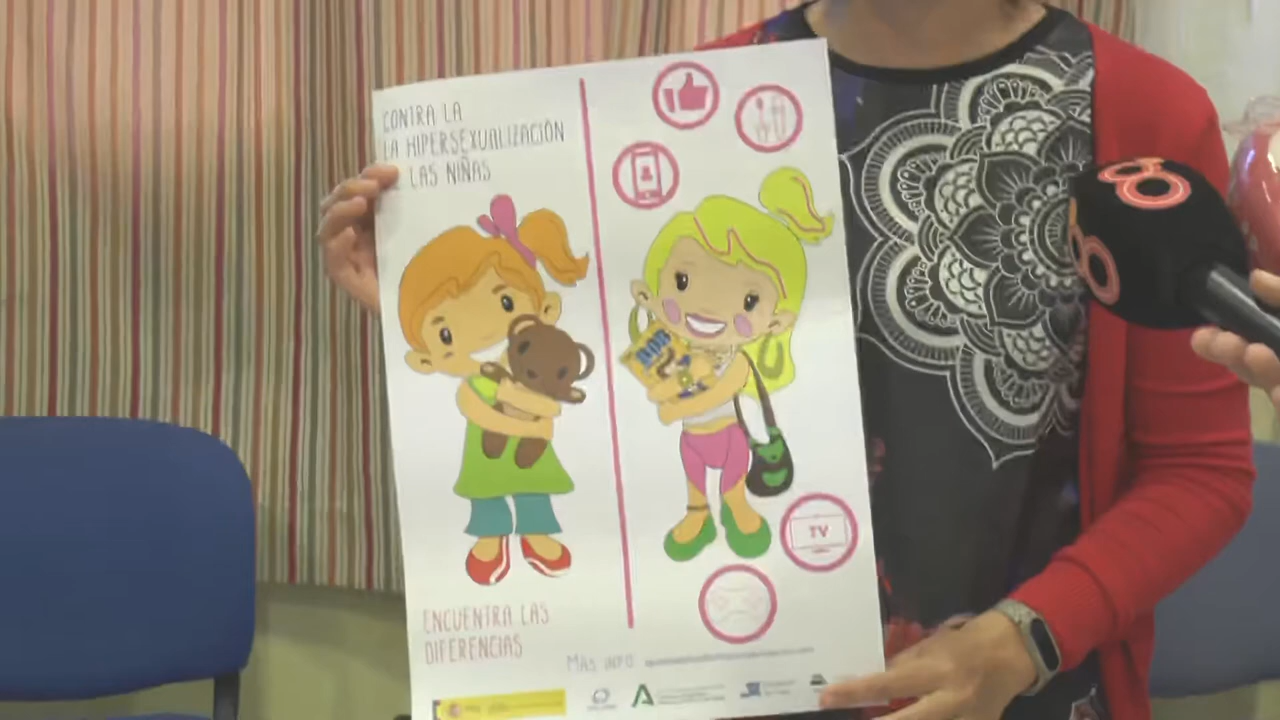 CONTRA LA
LA HIPERSEXUALIZACIÓN
LAS NIÑAS
TV
ENCUENTRA LAS
DIFERENCIAS
MÁS INFO